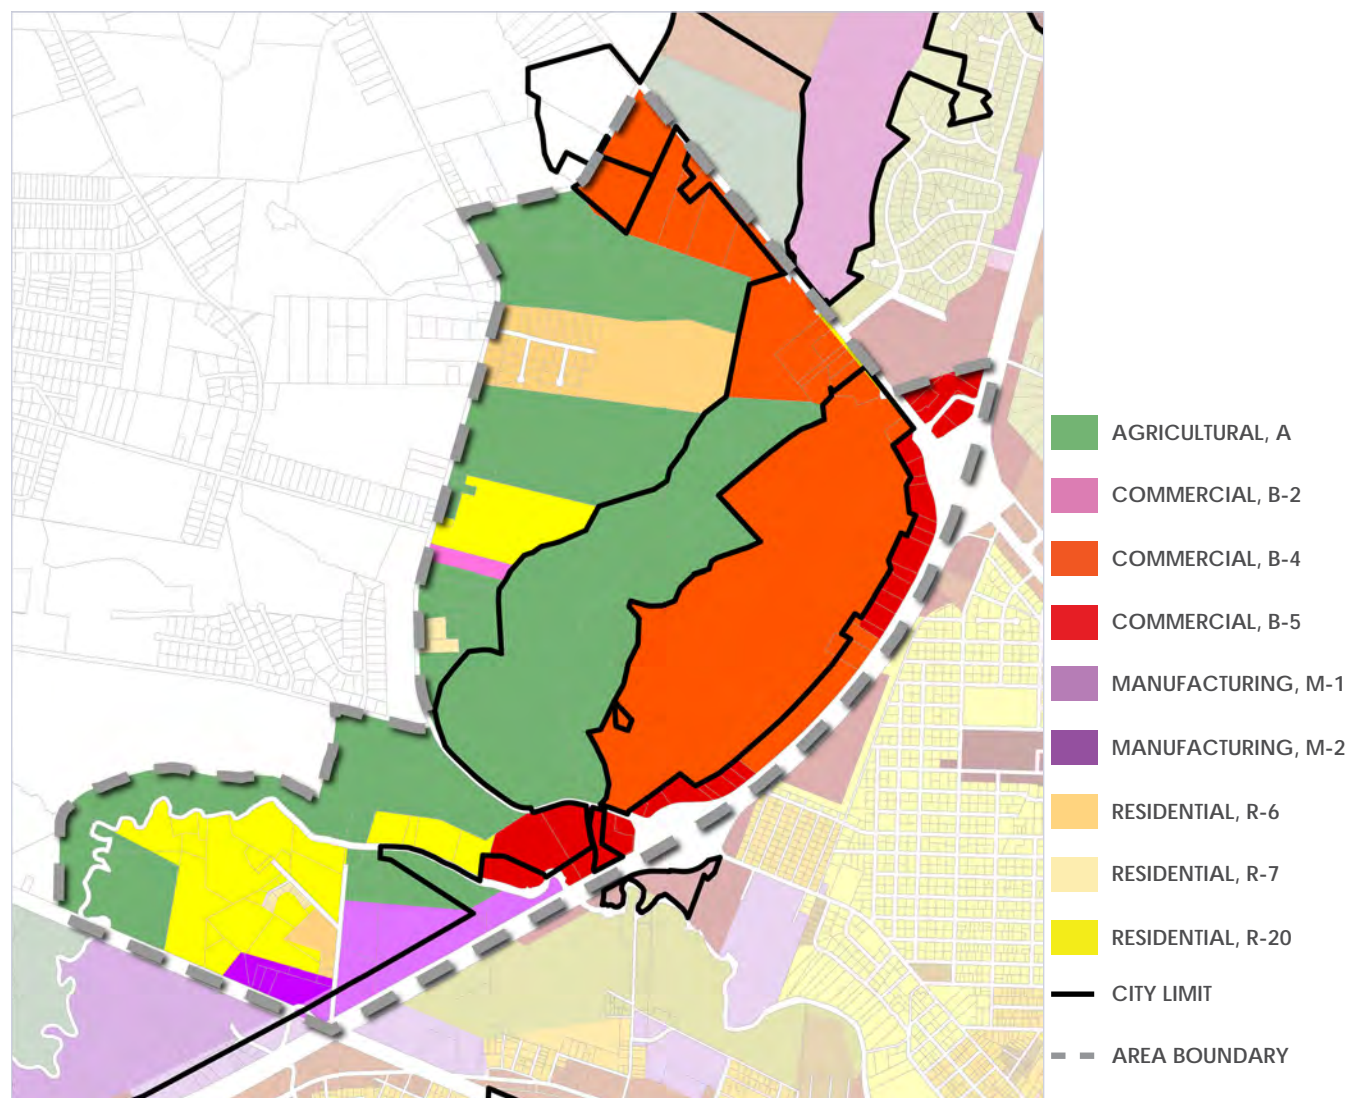 AGRICULTURAL, A
COMMERCIAL, B-2
COMMERCIAL, B-4
COMMERCIAL, B-5
MANUFACTURING, M-1
MANUFACTURING, M-2
RESIDENTIAL, R-6
RESIDENTIAL, R-7
RESIDENTIAL, R-20
CITY LIMIT
AREA BOUNDARY